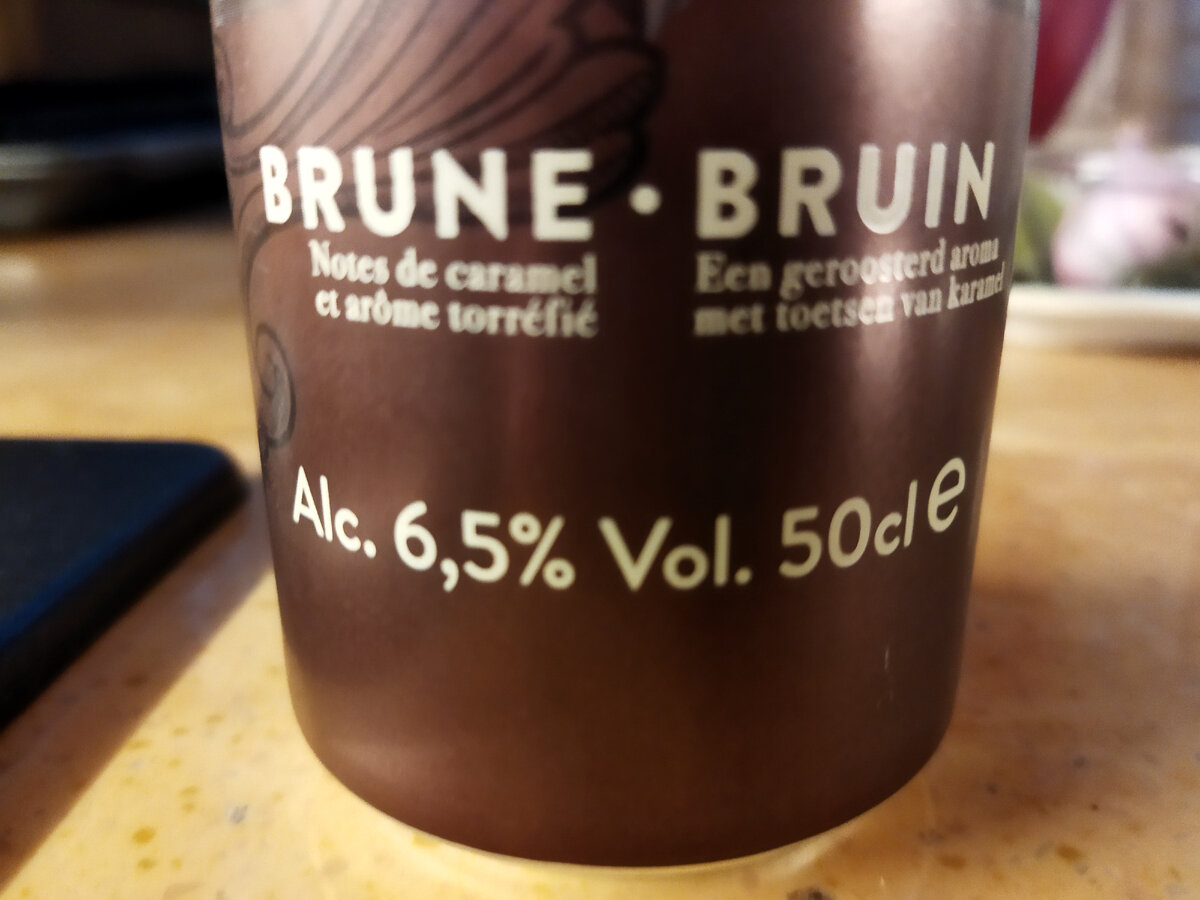 BRUNE • BRUIN
Notes de caramel
et arôme torréfié
Een geroosterd aroma
met toetsen van karamel
Alc. 6,5% Vol. 50cl e